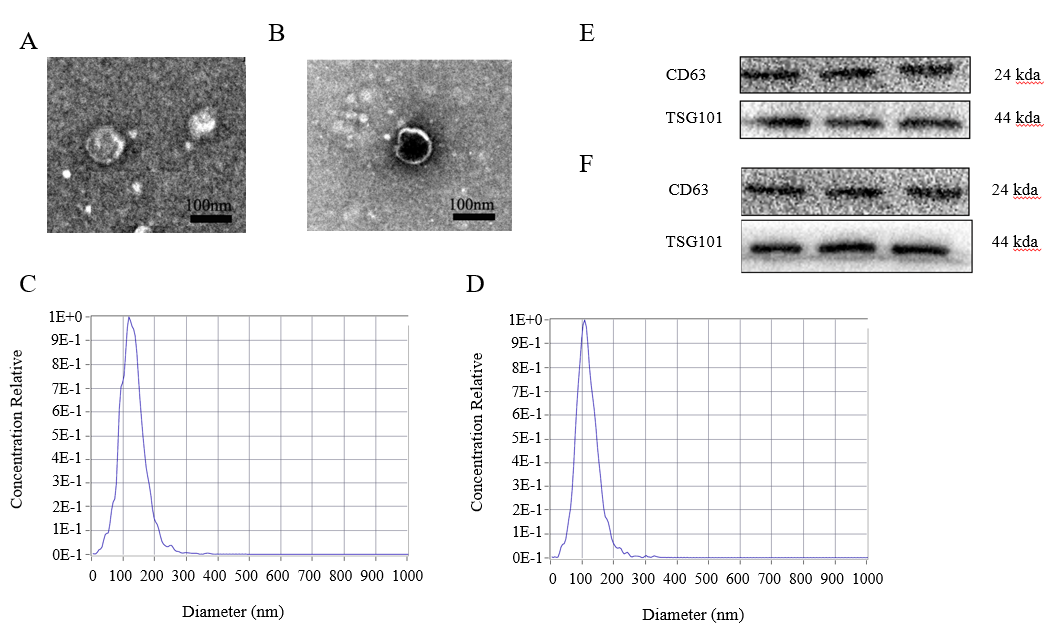 A
B
100nm
100nm
E
CD63
24 kda
TSG101
44 kda
F
CD63
24 kda
TSG101
44 kda
C
Concentration Relative
1E+0
9E-1
8E-1
7E-1
6E-1
5E-1
4E-1
3E-1
2E-1
1E-1
0E-1
0 100 200 300 400 500 600 700 800 900 1000
Diameter (nm)
D
Concentration Relative
1E+0
9E-1
8E-1
7E-1
6E-1
5E-1
4E-1
3E-1
2E-1
1E-1
0E-1
0 100 200 300 400 500 600 700 800 900 1000
Diameter (nm)